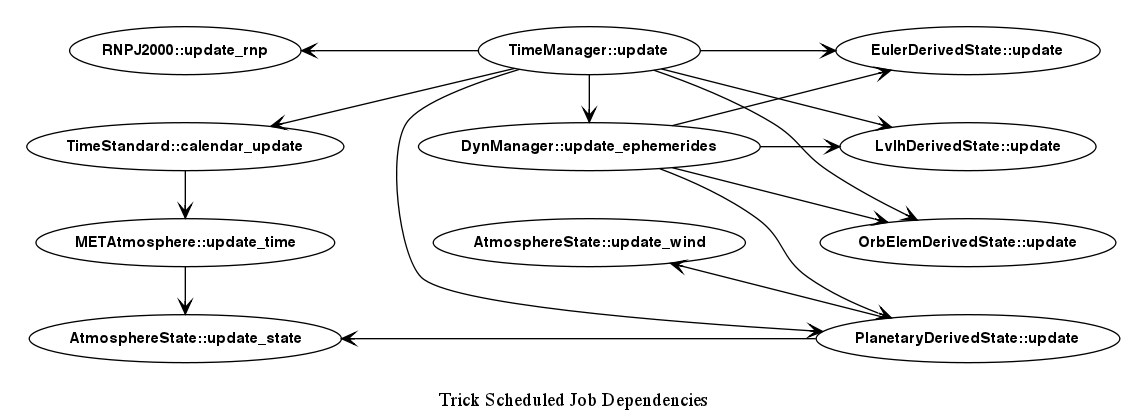 RNPJ2000::update_rnp
TimeManager::update
EulerDerivedState::update
TimeStandard::calendar_update
DynManager::update_ephemerides
LvlhDerivedState::update
METAtmosphere::update_time
AtmosphereState::update_wind
OrbElemDerivedState::update
AtmosphereState::update_state
PlanetaryDerivedState::update
Trick Scheduled Job Dependencies